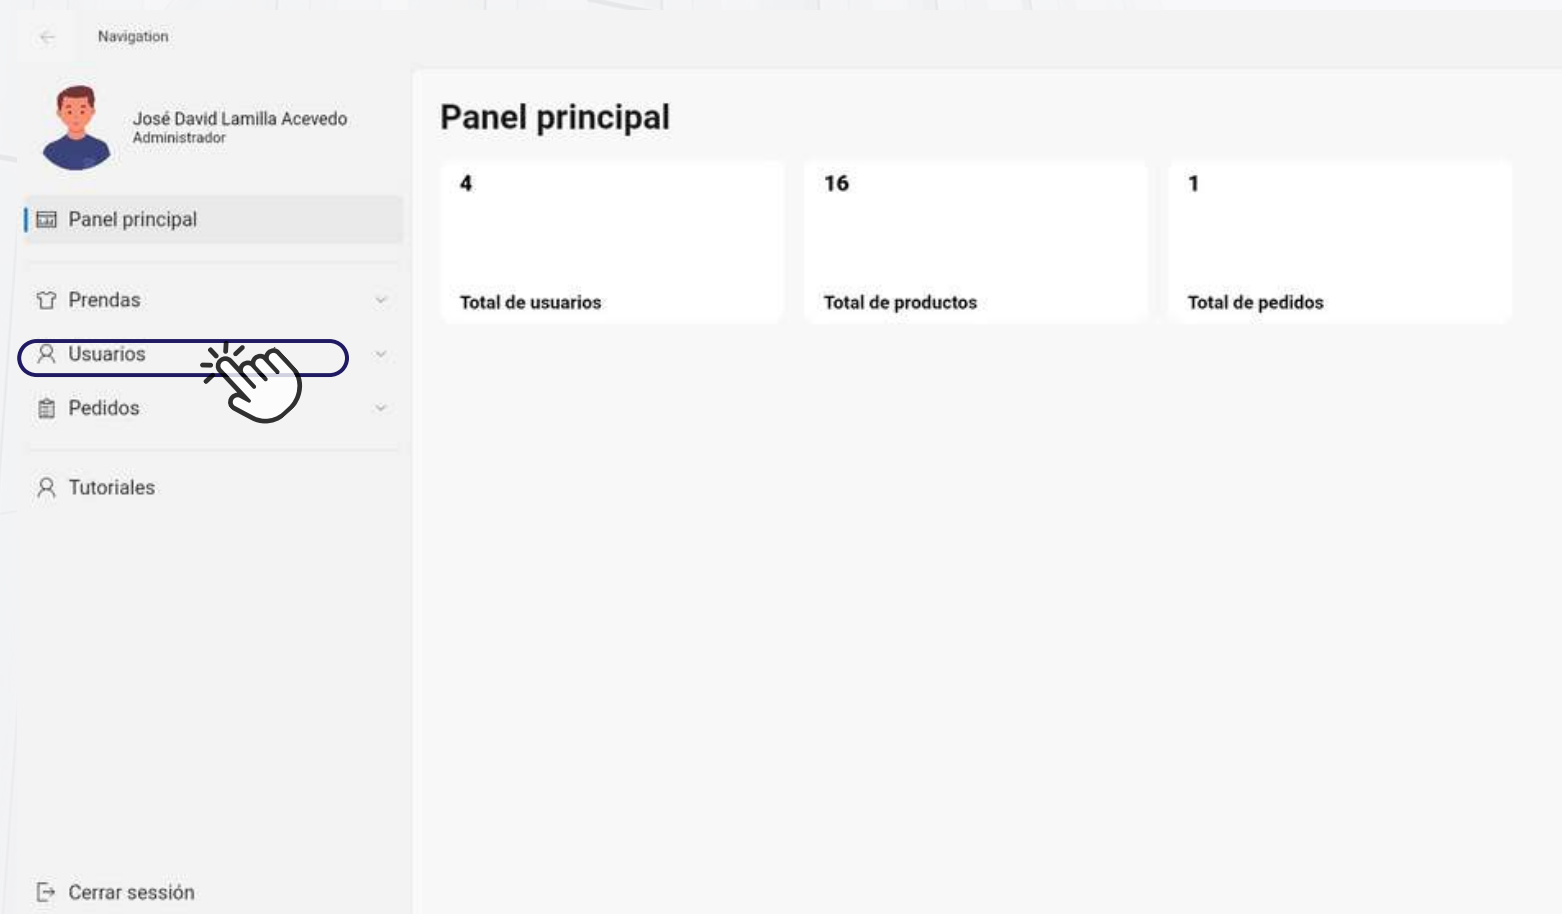 Navigation
José David Lamilla Acevedo
Administrador
Panel principal
Prendas
Usuarios
Pedidos
Tutoriales
Cerrar sessión
Panel principal
4
Total de usuarios
16
Total de productos
1
Total de pedidos